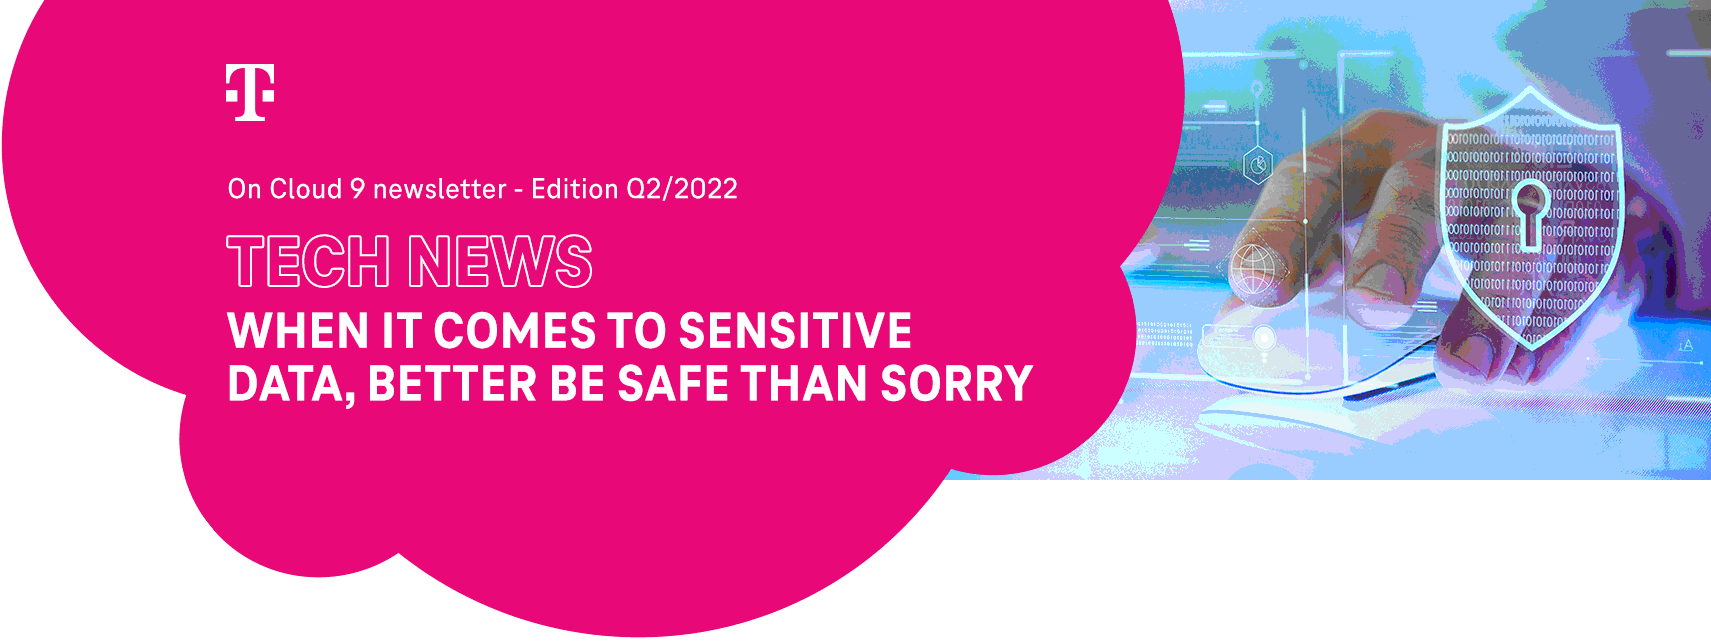 T
On Cloud 9 newsletter - Edition Q2/2022
TECH NEWS
WHEN IT COMES TO SENSITIVE
DATA, BETTER BE SAFE THAN SORRY